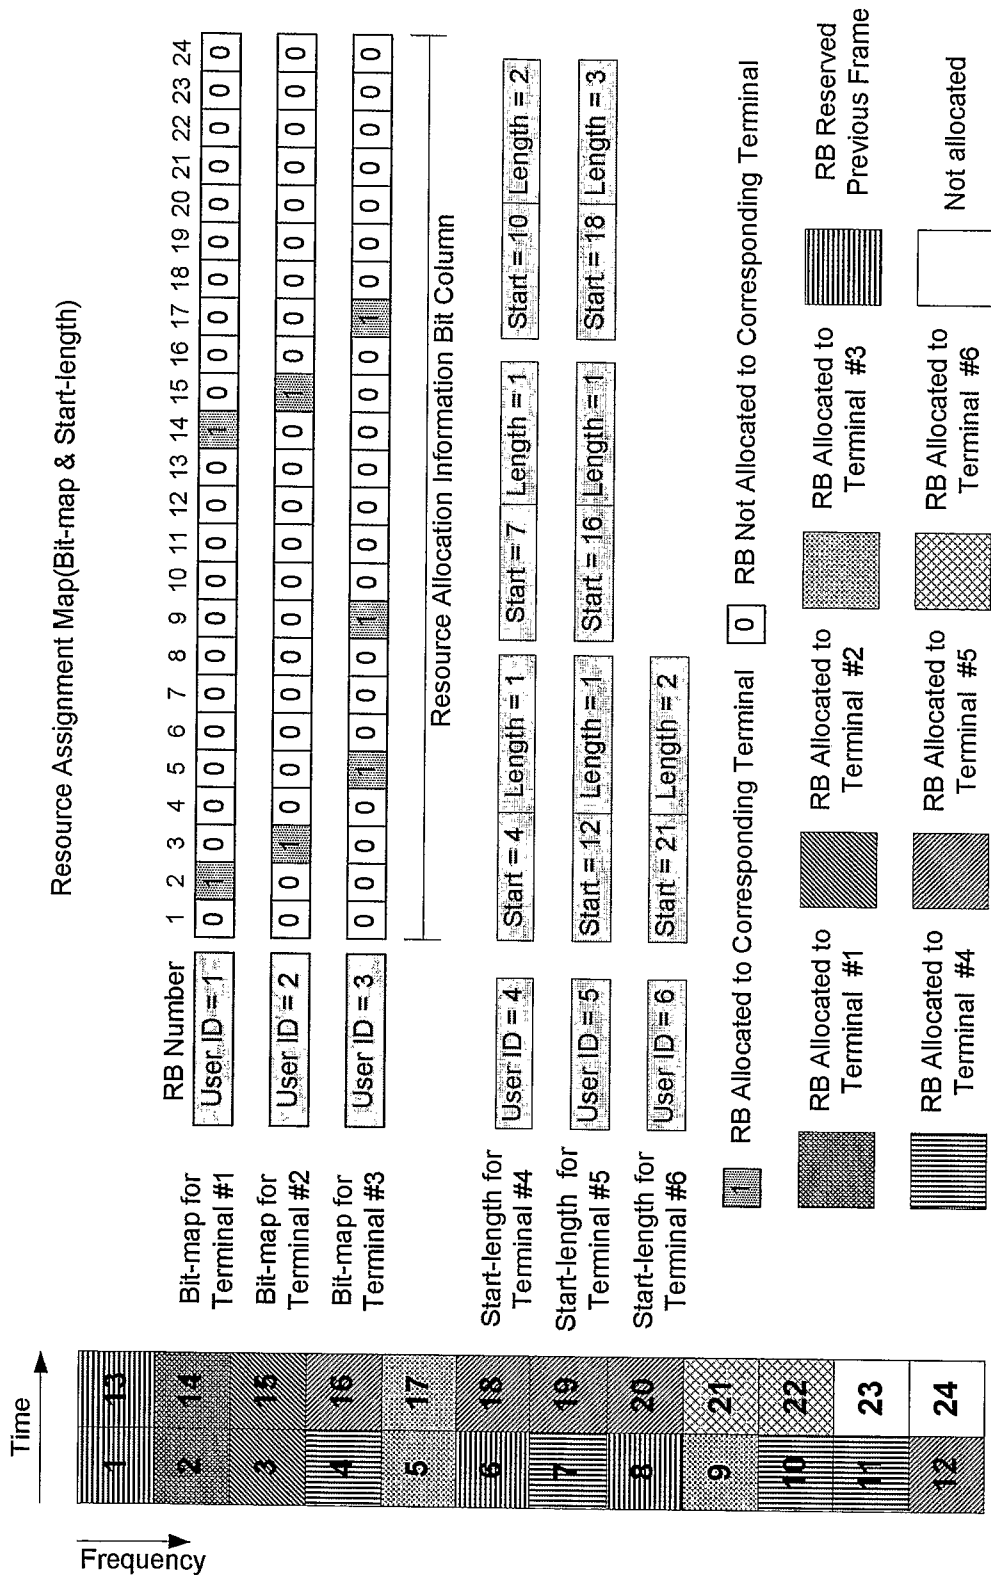 Resource Assignment Map(Bit-map & Start-length)
RB Number 1 2 3 4 5 6 7 8 9 10 11 12 13 14 15 16 17 18 19 20 21 22 23 24
Bit-map for
Terminal #1
User ID = 1 0 1 0 0 0 0 0 0 0 0 0 0 0 1 0 0 0 0 0 0 0 0 0 0
Bit-map for
Terminal #2
User ID = 2 0 0 1 0 0 0 0 0 0 0 0 0 0 0 1 0 0 0 0 0 0 0 0 0
Bit-map for
Terminal #3
User ID = 3 0 0 0 0 1 0 0 0 1 0 0 0 0 0 0 0 1 0 0 0 0 0 0 0
Resource Allocation Information Bit Column
Start-length for
Terminal #4
User ID = 4 Start = 4 Length = 1 Start = 7 Length = 1 Start = 10 Length = 2
Start-length for
Terminal #5
User ID = 5 Start = 12 Length = 1 Start = 16 Length = 1 Start = 18 Length = 3
Start-length for
Terminal #6
User ID = 6 Start = 21 Length = 2
1 RB Allocated to Corresponding Terminal
0 RB Not Allocated to Corresponding Terminal
RB Allocated to
Terminal #1
RB Allocated to
Terminal #2
RB Allocated to
Terminal #3
RB Reserved
Previous Frame
RB Allocated to
Terminal #4
RB Allocated to
Terminal #5
RB Allocated to
Terminal #6
Not allocated
Time
Frequency
1 13
2 14
3 15
4 16
5 17
6 18
7 19
8 20
9 21
10 22
11 23
12 24